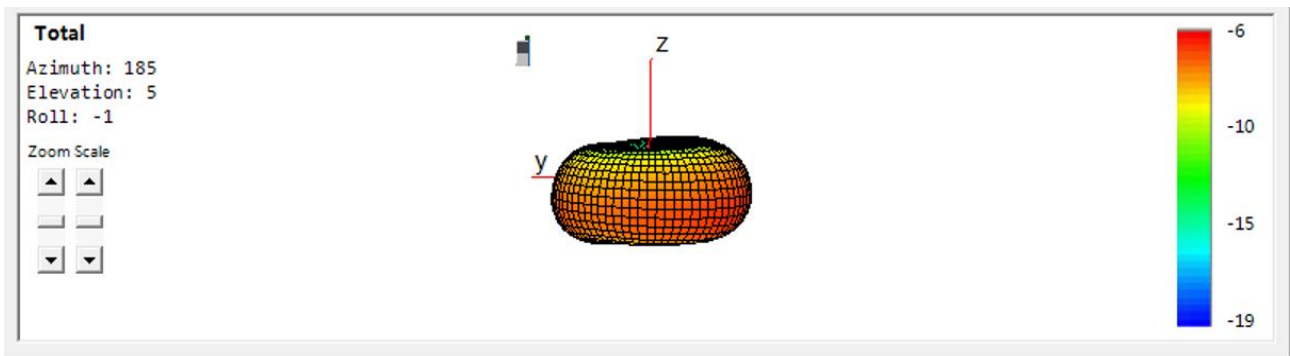 Total
Azimuth: 185
Elevation: 5
Roll: -1
Zoom Scale
z
y
-6
-10
-15
-19